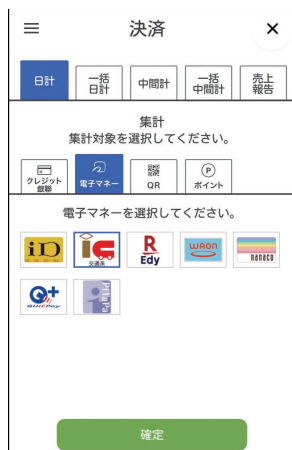 決済
日計
一括
日計
中間計
一括
中間計
売上
報告
集計
集計対象を選択してください。
クレジット
銀聯
電子マネー
QR
P
ポイント
電子マネーを選択してください。
iD
交通系
R
Edy
WAON
nanaco
Q+
QUICPay
PiTaPa
確定